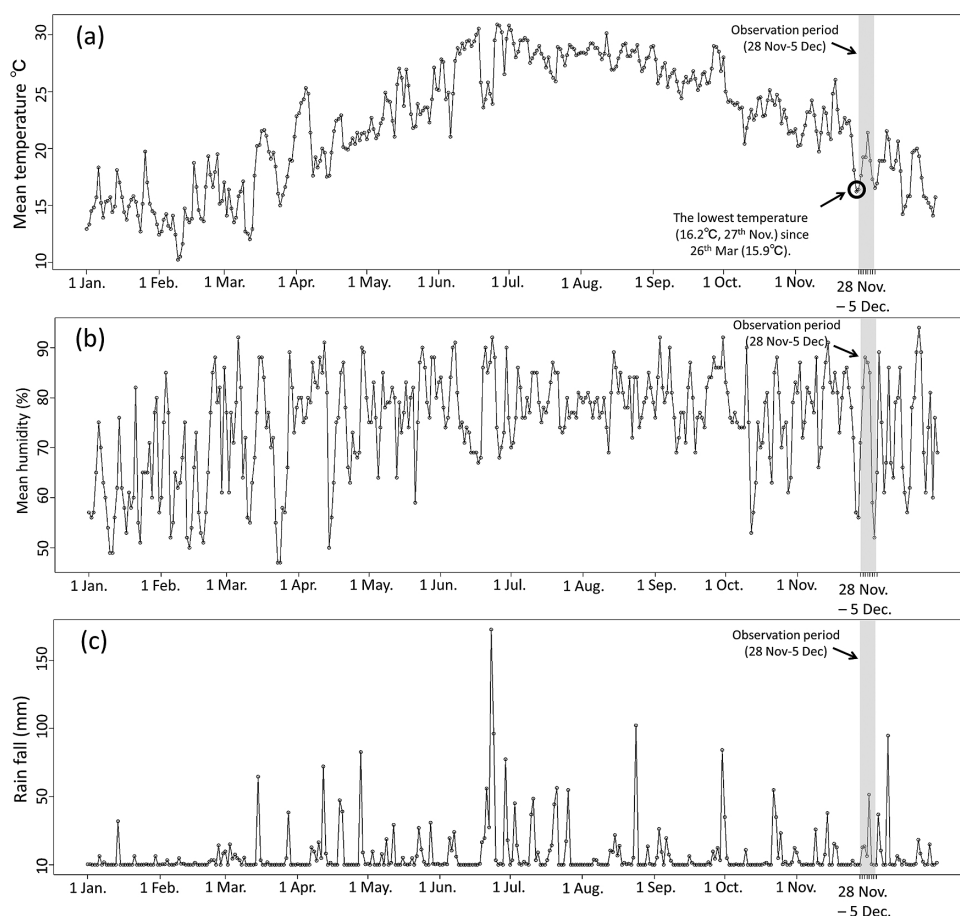 (a)
Mean temperature ℃
30
25
20
15
10
Observation period
(28 Nov-5 Dec)
The lowest temperature
(16.2℃, 27th Nov.) since
26th Mar (15.9℃).
1 Jan. 1 Feb. 1 Mar. 1 Apr. 1 May. 1 Jun. 1 Jul. 1 Aug. 1 Sep. 1 Oct. 1 Nov. 28 Nov.
– 5 Dec.
(b)
Mean humidity (%)
90
80
70
60
50
Observation period
(28 Nov-5 Dec)
1 Jan. 1 Feb. 1 Mar. 1 Apr. 1 May. 1 Jun. 1 Jul. 1 Aug. 1 Sep. 1 Oct. 1 Nov. 28 Nov.
– 5 Dec.
(c)
Rain fall (mm)
150
100
50
10
Observation period
(28 Nov-5 Dec)
1 Jan. 1 Feb. 1 Mar. 1 Apr. 1 May. 1 Jun. 1 Jul. 1 Aug. 1 Sep. 1 Oct. 1 Nov. 28 Nov.
– 5 Dec.